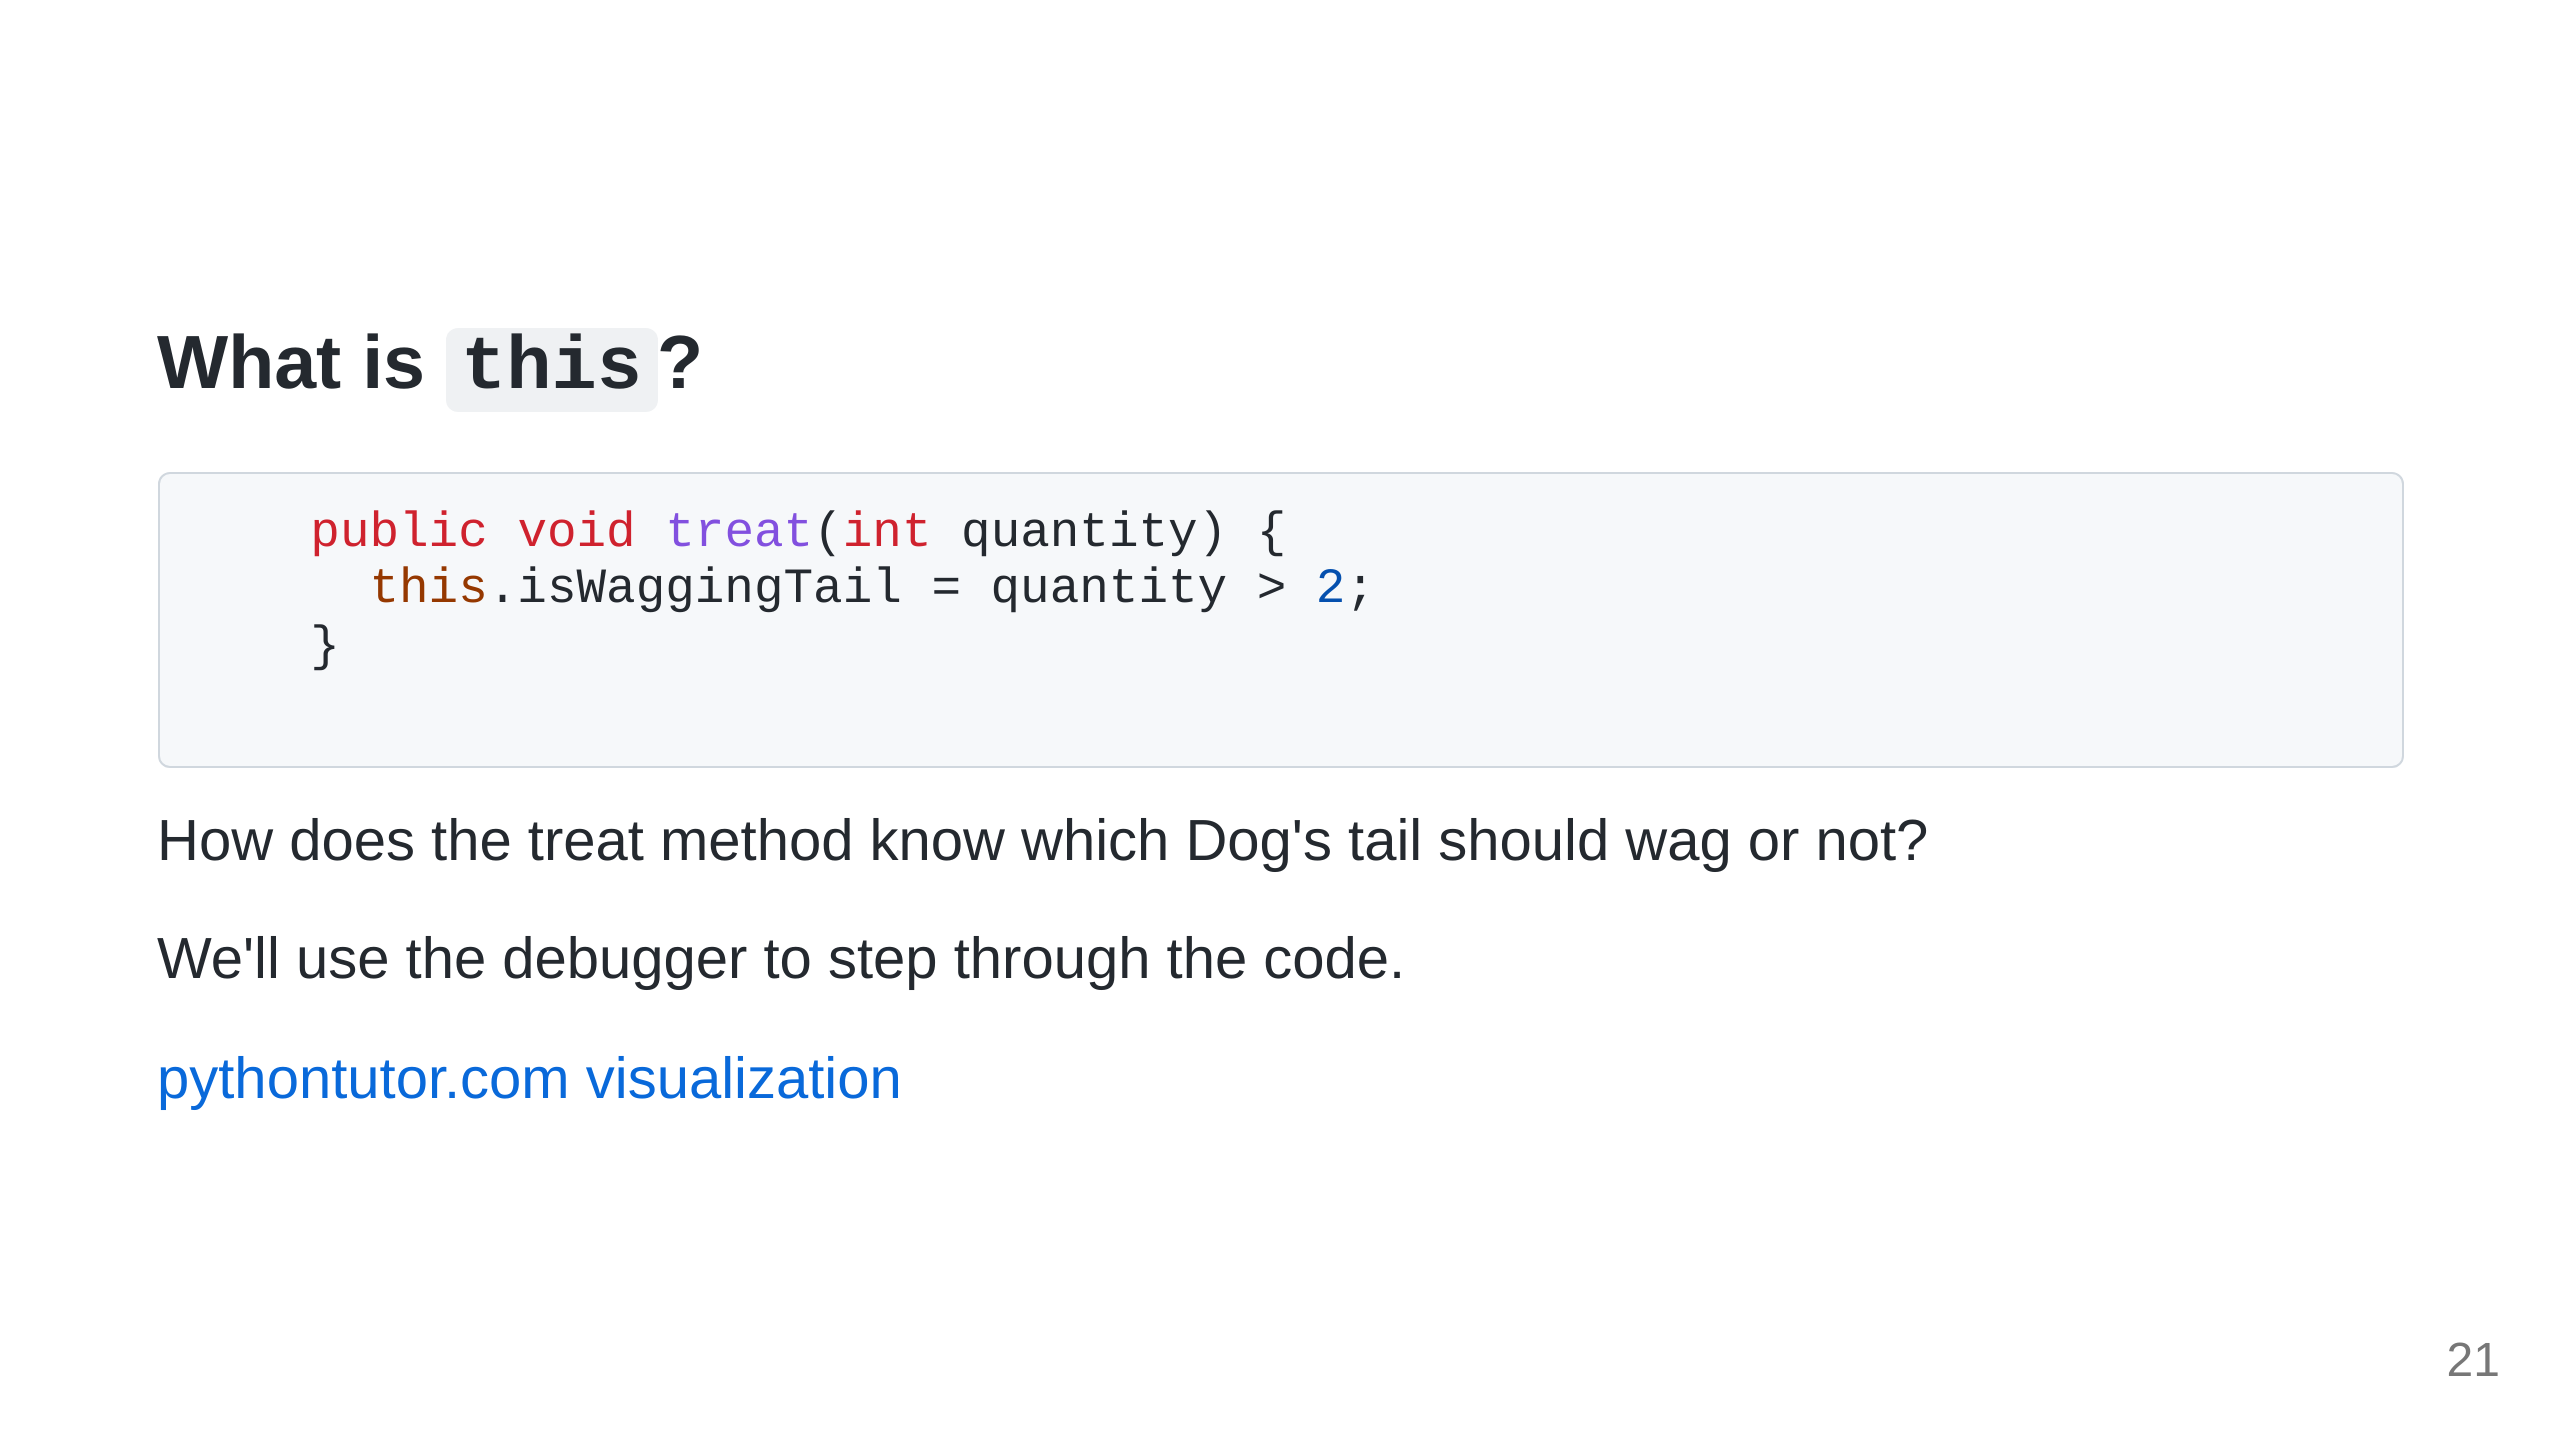 What is this?
public void treat(int quantity) {
  this.isWaggingTail = quantity > 2;
}
How does the treat method know which Dog's tail should wag or not?
We'll use the debugger to step through the code.
pythontutor.com visualization
21